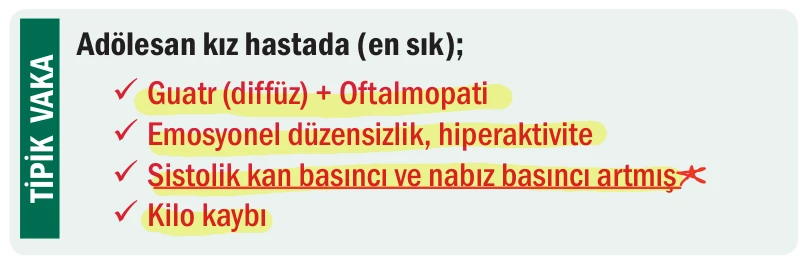 TİPİK VAKA
Adölesan kız hastada (en sık);
✓ Guatr (diffüz) + Oftalmopati
✓ Emosyonel düzensizlik, hiperaktivite
✓ Sistolik kan basıncı ve nabız basıncı artmış
✓ Kilo kaybı